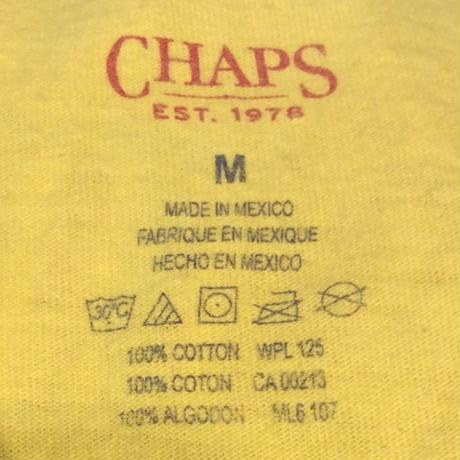 CHAPS
EST. 1978
M
MADE IN MEXICO
FABRIQUE EN MEXIQUE
HECHO EN MEXICO
30°C
100% COTTON WPL 125
100% COTON CA 00213
100% ALGODON ML6 107